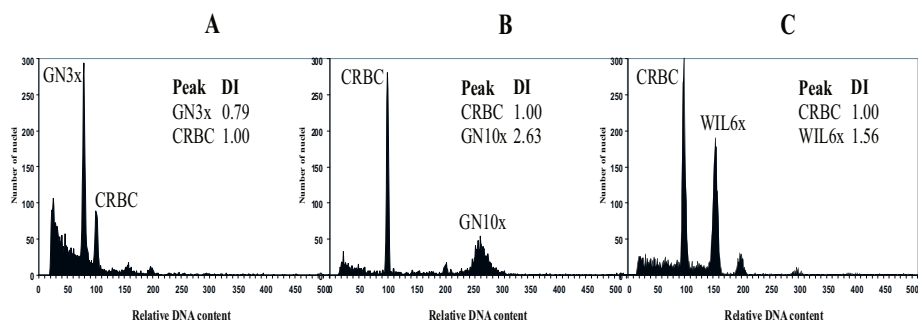 A
B
C
300
250
200
150
100
50
0
Number of nuclei
GN3x
CRBC
Peak DI
GN3x 0.79
CRBC 1.00
0 50 100 150 200 250 300 350 400 450 500
Relative DNA content
300
250
200
150
100
50
0
Number of nuclei
CRBC
GN10x
Peak DI
CRBC 1.00
GN10x 2.63
0 50 100 150 200 250 300 350 400 450 500
Relative DNA content
300
250
200
150
100
50
0
Number of nuclei
CRBC
WIL6x
Peak DI
CRBC 1.00
WIL6x 1.56
0 50 100 150 200 250 300 350 400 450 500
Relative DNA content